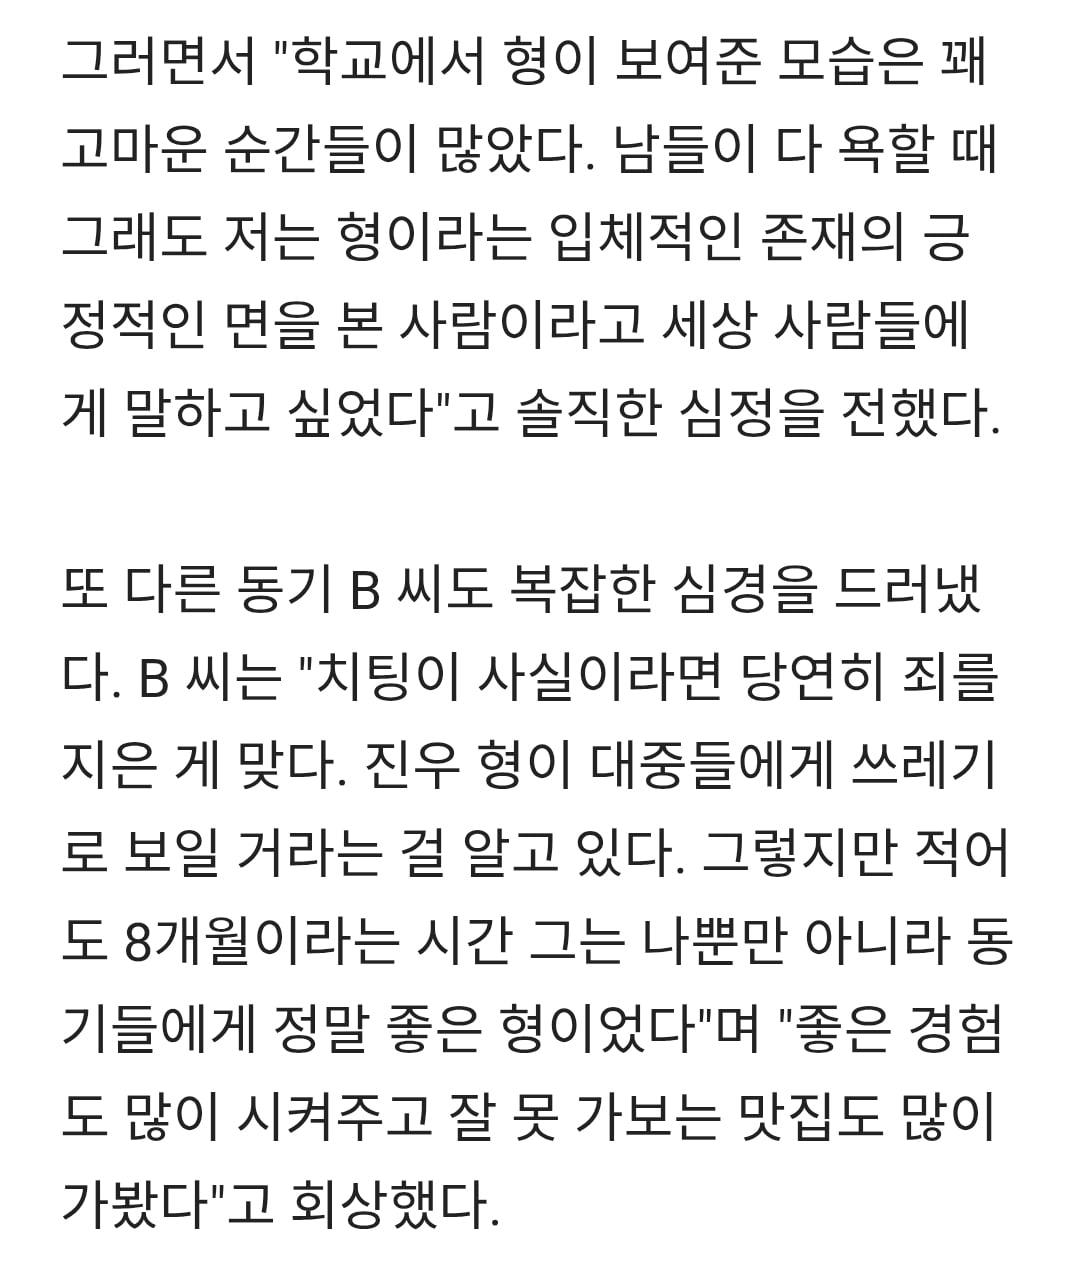 그러면서 "학교에서 형이 보여준 모습은 꽤
고마운 순간들이 많았다. 남들이 다 욕할 때
그래도 저는 형이라는 입체적인 존재의 긍
정적인 면을 본 사람이라고 세상 사람들에
게 말하고 싶었다"고 솔직한 심정을 전했다.
또 다른 동기 B 씨도 복잡한 심경을 드러냈
다. B 씨는 "치팅이 사실이라면 당연히 죄를
지은 게 맞다. 진우 형이 대중들에게 쓰레기
로 보일 거라는 걸 알고 있다. 그렇지만 적어
도 8개월이라는 시간 그는 나뿐만 아니라 동
기들에게 정말 좋은 형이었다"며 "좋은 경험
도 많이 시켜주고 잘 못 가보는 맛집도 많이
가봤다"고 회상했다.